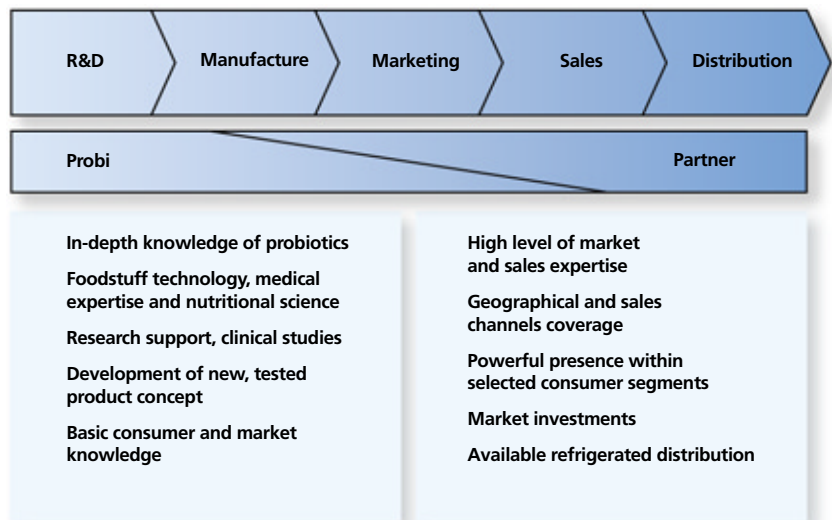 R&D
Manufacture
Marketing
Sales
Distribution
Probi
Partner
In-depth knowledge of probiotics
Foodstuff technology, medical
expertise and nutritional science
Research support, clinical studies
Development of new, tested
product concept
Basic consumer and market
knowledge
High level of market
and sales expertise
Geographical and sales
channels coverage
Powerful presence within
selected consumer segments
Market investments
Available refrigerated distribution